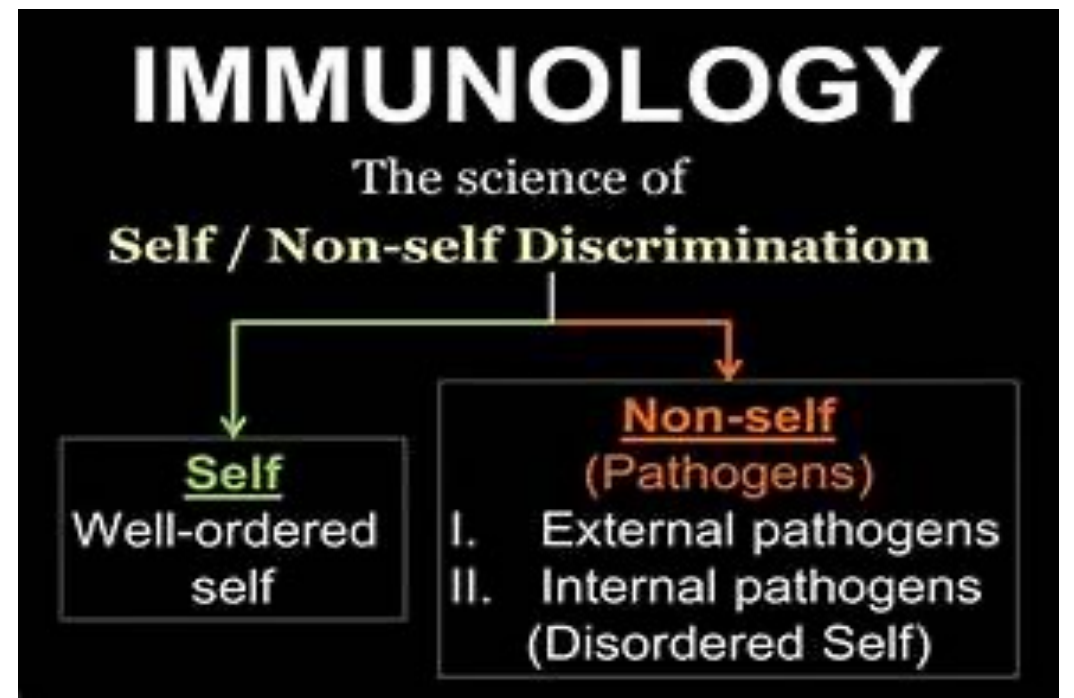 IMMUNOLOGY
The science of
Self / Non-self Discrimination
Self
Well-ordered
self
Non-self
(Pathogens)
I. External pathogens
II. Internal pathogens
(Disordered Self)